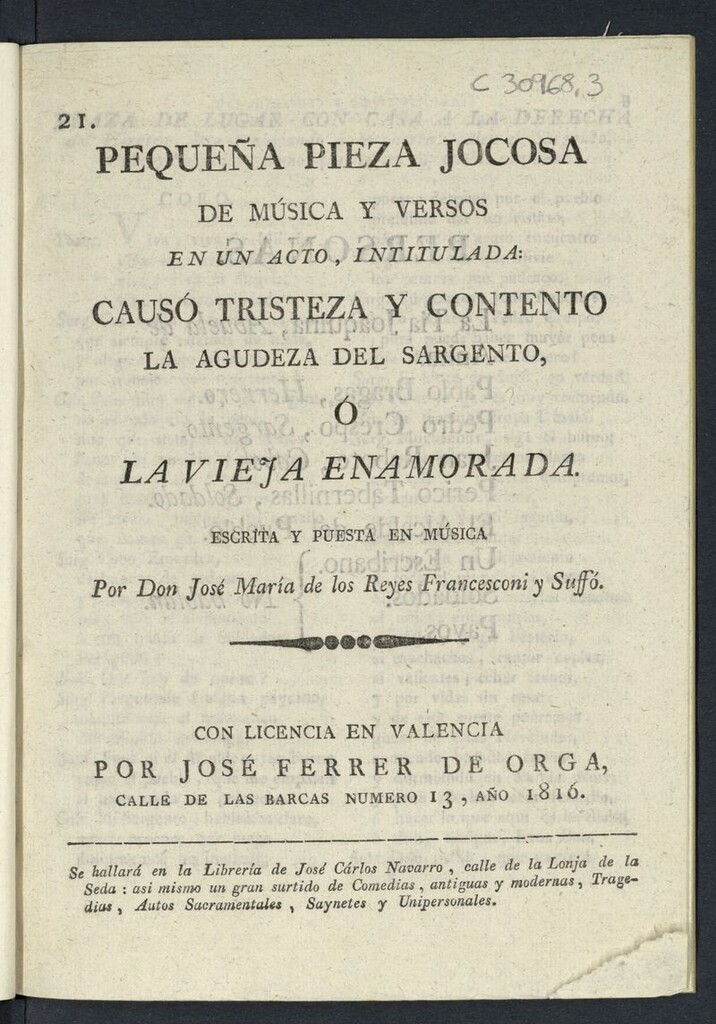 C 30968.3
21.
PEQUEÑA PIEZA JOCOSA
DE MÚSICA Y VERSOS
EN UN ACTO, INTITULADA:
CAUSÓ TRISTEZA Y CONTENTO
LA AGUDEZA DEL SARGENTO,
Ó
LA VIEJA ENAMORADA.
ESCRITA Y PUESTA EN MÚSICA
Por Don José María de los Reyes Francesconi y Suffó.
CON LICENCIA EN VALENCIA
POR JOSÉ FERRER DE ORGA,
CALLE DE LAS BARCAS NUMERO 13, AÑO 1816.
Se hallará en la Librería de José Cárlos Navarro, calle de la Lonja de la
Seda: asi mismo un gran surtido de Comedias, antiguas y modernas, Trage-
dias, Autos Sacramentales, Saynetes y Unipersonales.